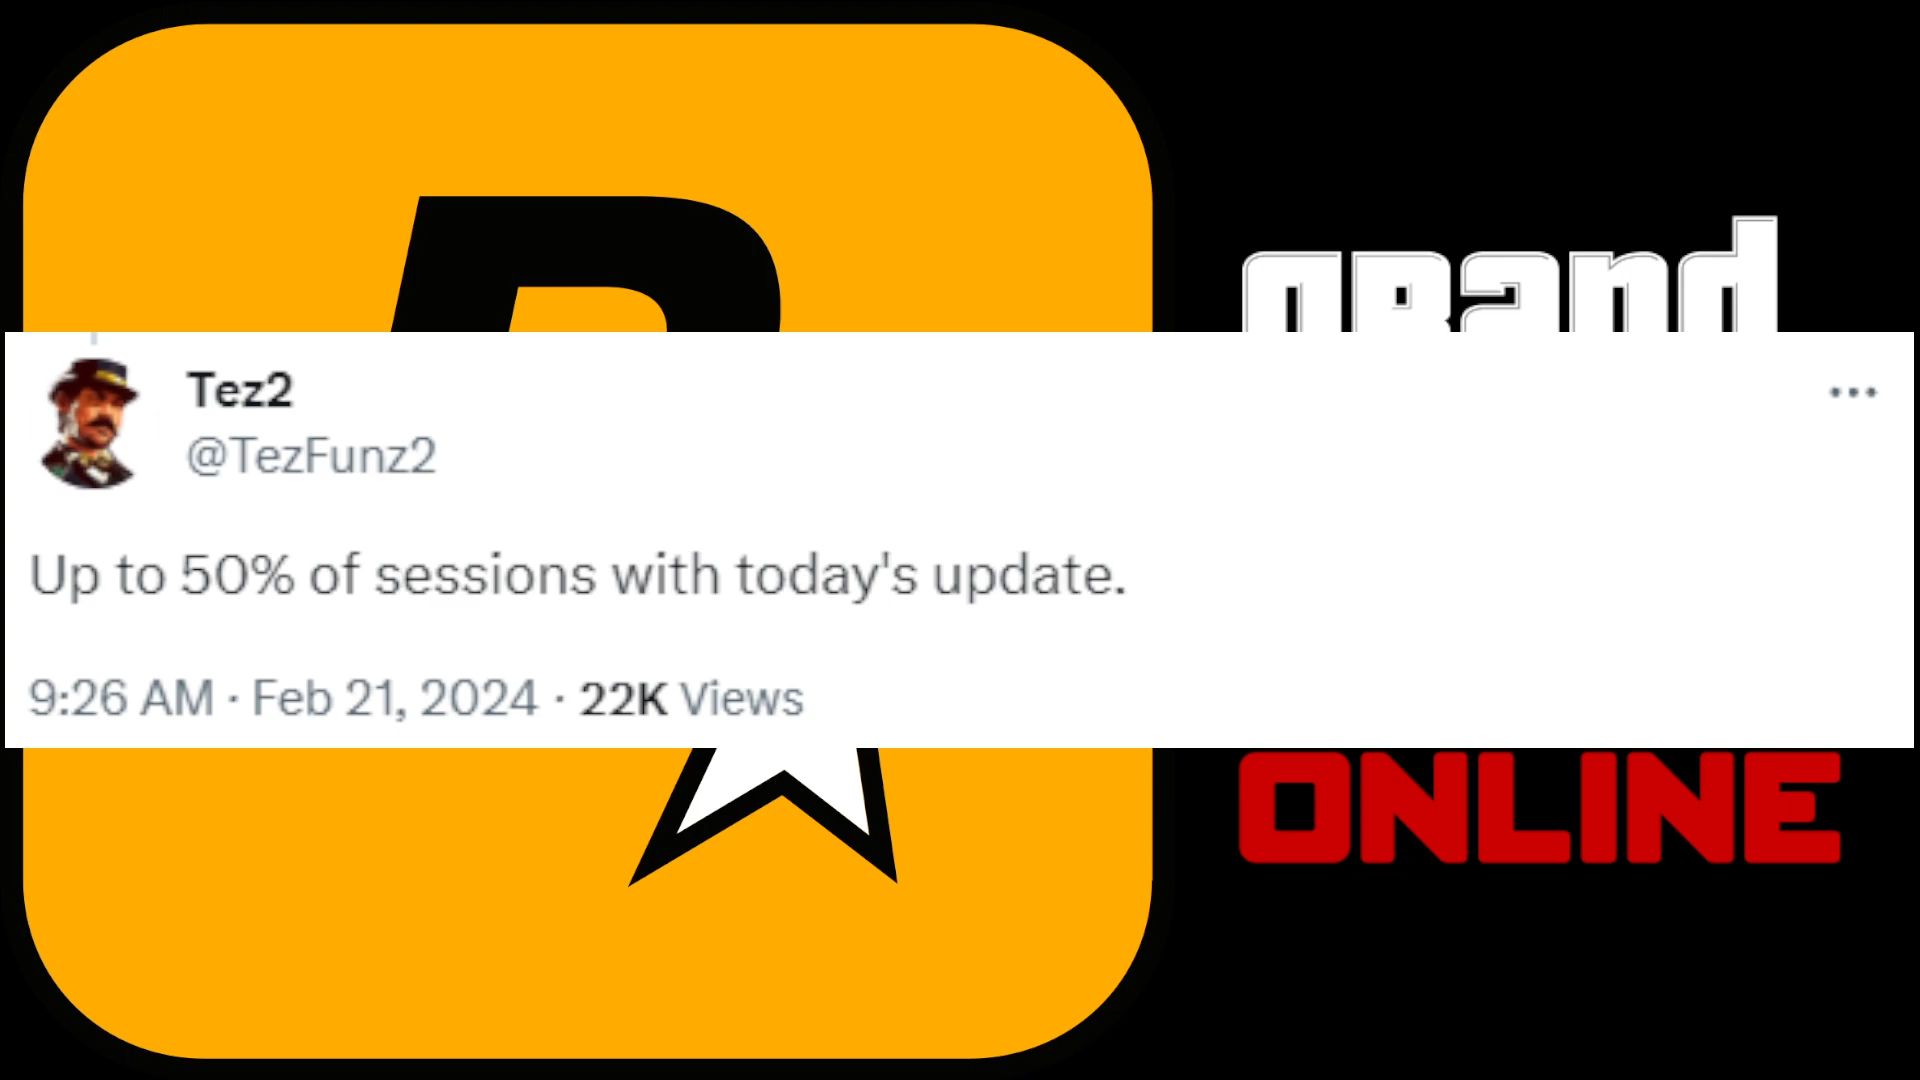 grand
Tez2
@TezFunz2
Up to 50% of sessions with today's update.
9:26 AM · Feb 21, 2024 · 22K Views
ONLINE